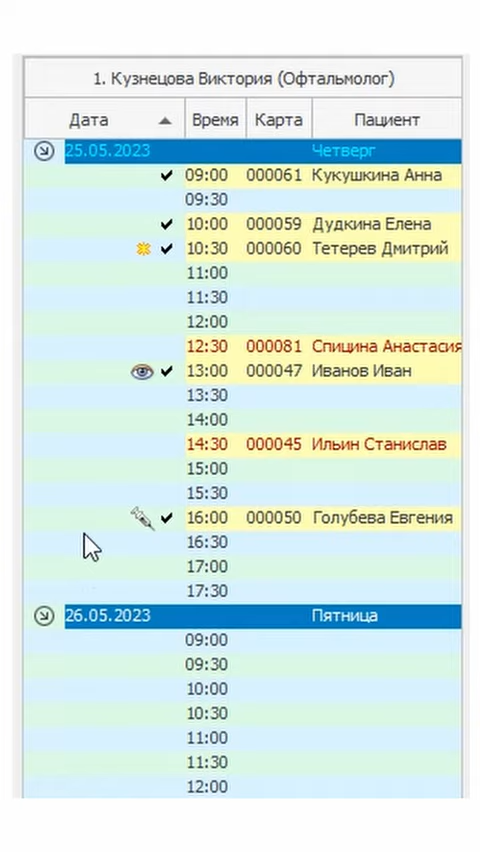 1. Кузнецова Виктория (Офтальмолог)
Дата Время Карта Пациент
25.05.2023 Четверг
09:00 000061 Кукушкина Анна
09:30
10:00 000059 Дудкина Елена
10:30 000060 Тетерев Дмитрий
11:00
11:30
12:00
12:30 000081 Спицина Анастасия
13:00 000047 Иванов Иван
13:30
14:00
14:30 000045 Ильин Станислав
15:00
15:30
16:00 000050 Голубева Евгения
16:30
17:00
17:30
26.05.2023 Пятница
09:00
09:30
10:00
10:30
11:00
11:30
12:00